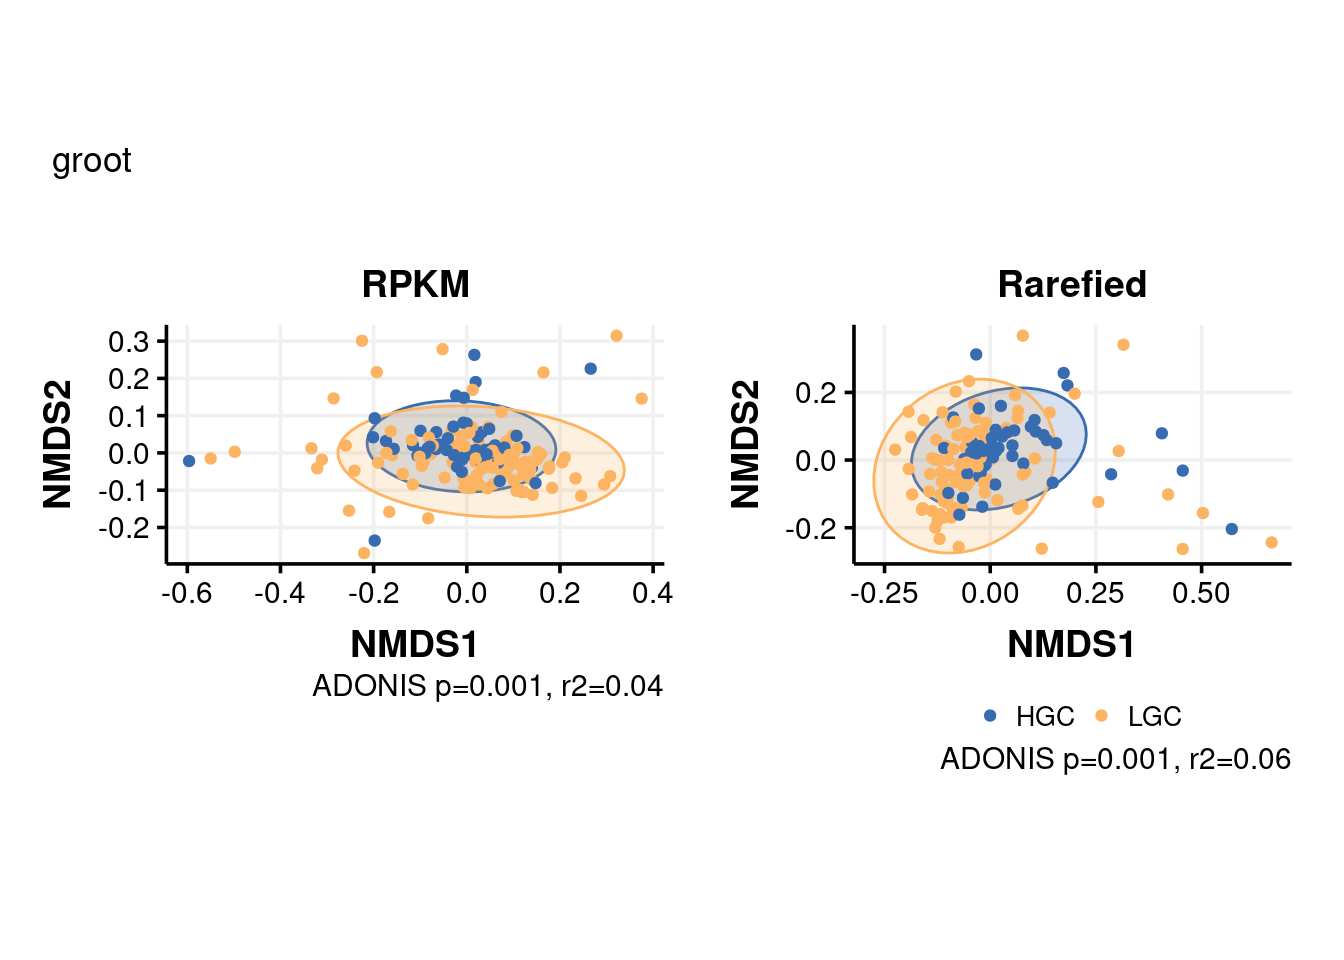 groot
RPKM
NMDS2
0.3
0.2
0.1
0.0
-0.1
-0.2
-0.6 -0.4 -0.2 0.0 0.2 0.4
NMDS1
ADONIS p=0.001, r2=0.04
Rarefied
NMDS2
0.2
0.0
-0.2
-0.25 0.00 0.25 0.50
NMDS1
HGC LGC
ADONIS p=0.001, r2=0.06